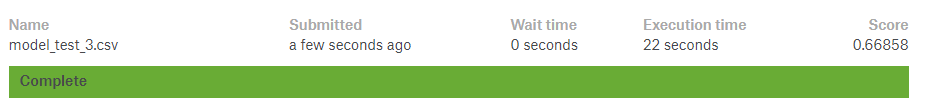 Name Submitted Wait time Execution time Score
model_test_3.csv a few seconds ago 0 seconds 22 seconds 0.66858
Complete